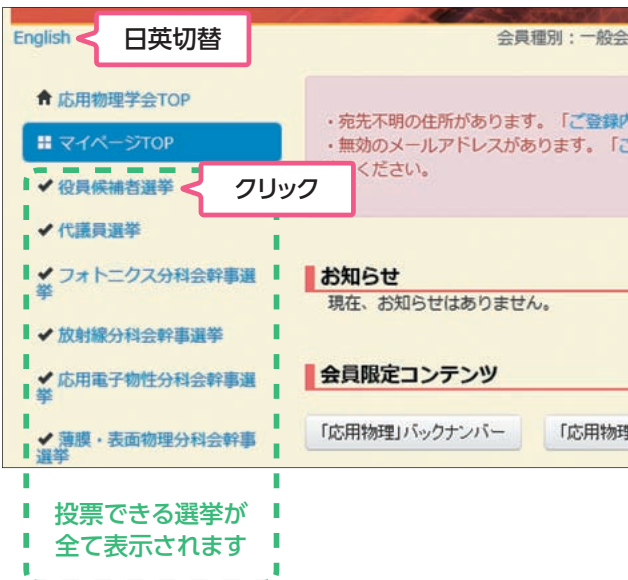 English
日英切替
会員種別：一般会
応用物理学会TOP
マイページTOP
・宛先不明の住所があります。「ご登録内
・無効のメールアドレスがあります。「ご
ください。
役員候補者選挙
クリック
代議員選挙
フォトニクス分科会幹事選
挙
放射線分科会幹事選挙
応用電子物性分科会幹事選
挙
薄膜・表面物理分科会幹事
選挙
お知らせ
現在、お知らせはありません。
会員限定コンテンツ
「応用物理」バックナンバー
「応用物理
投票できる選挙が
全て表示されます